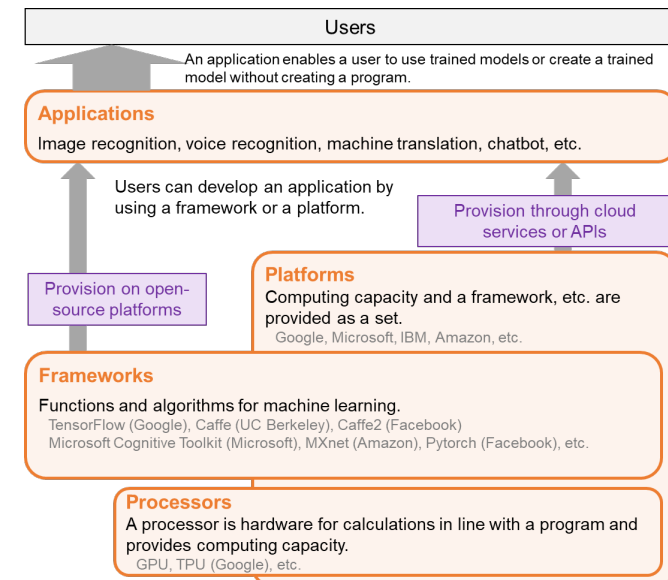 Users
An application enables a user to use trained models or create a trained
model without creating a program.
Applications
Image recognition, voice recognition, machine translation, chatbot, etc.
Users can develop an application by
using a framework or a platform.
Provision through cloud
services or APIs
Provision on open-
source platforms
Platforms
Computing capacity and a framework, etc. are
provided as a set.
Google, Microsoft, IBM, Amazon, etc.
Frameworks
Functions and algorithms for machine learning.
TensorFlow (Google), Caffe (UC Berkeley), Caffe2 (Facebook)
Microsoft Cognitive Toolkit (Microsoft), MXnet (Amazon), Pytorch (Facebook), etc.
Processors
A processor is hardware for calculations in line with a program and
provides computing capacity.
GPU, TPU (Google), etc.